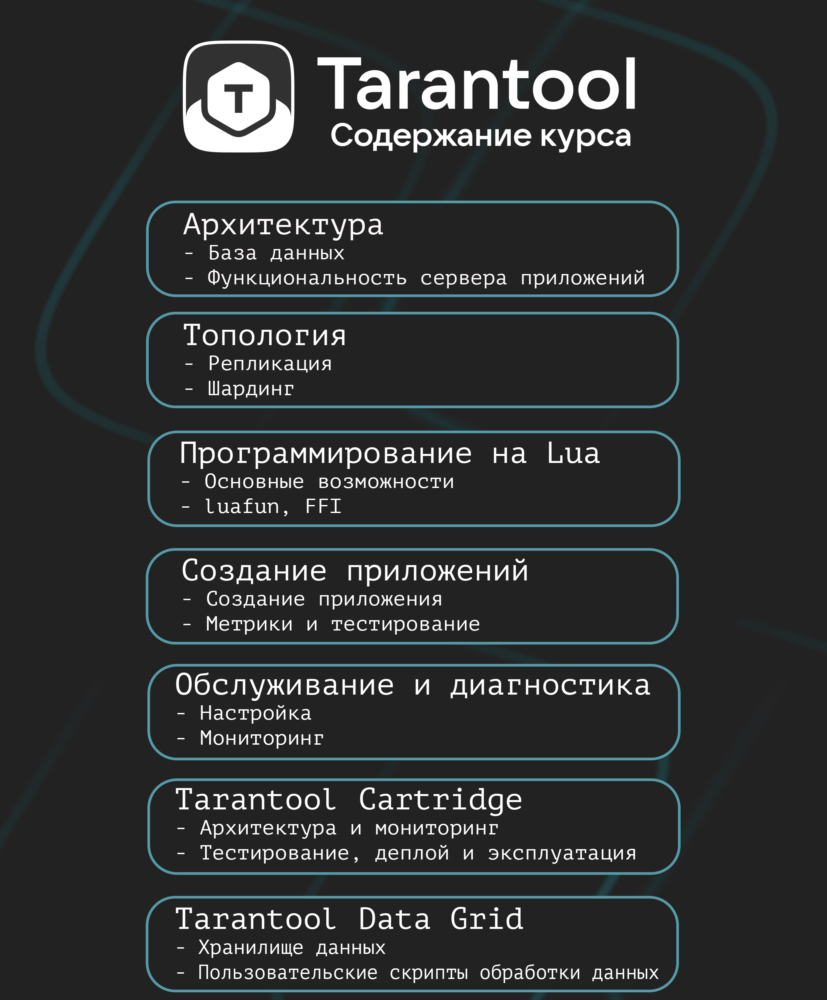 T
Tarantool
Содержание курса
Архитектура
- База данных
- Функциональность сервера приложений
Топология
- Репликация
- Шардинг
Программирование на Lua
- Основные возможности
- luafun, FFI
Создание приложений
- Создание приложения
- Метрики и тестирование
Обслуживание и диагностика
- Настройка
- Мониторинг
Tarantool Cartridge
- Архитектура и мониторинг
- Тестирование, деплой и эксплуатация
Tarantool Data Grid
- Хранилище данных
- Пользовательские скрипты обработки данных